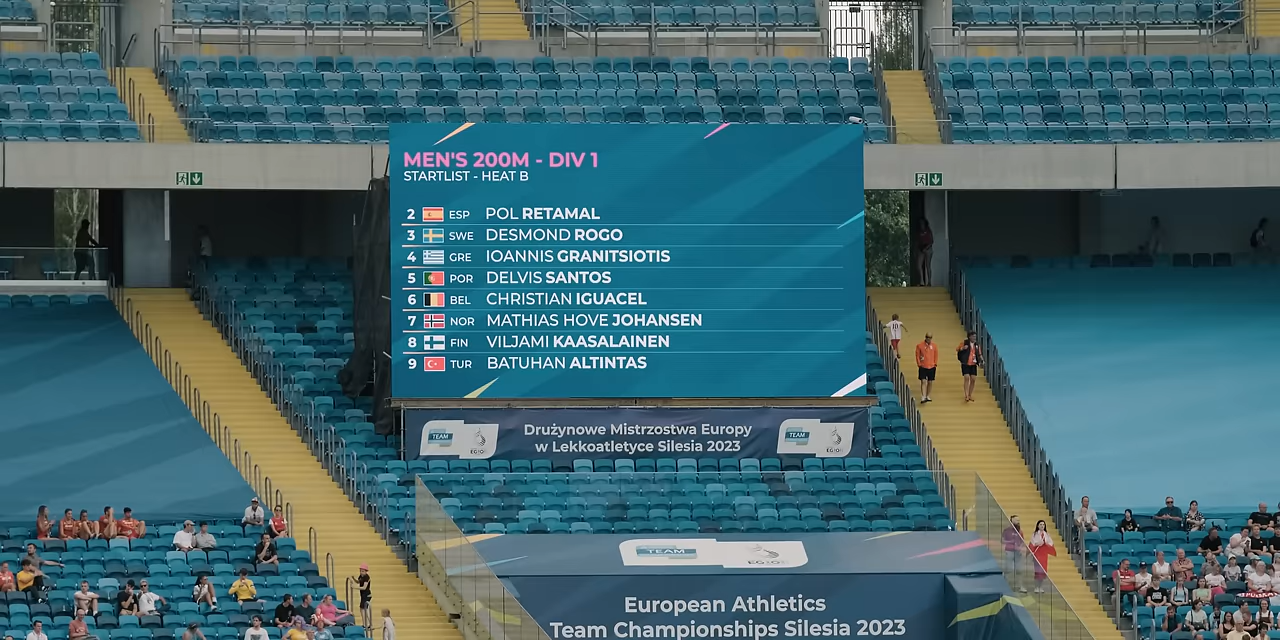 MEN'S 200M - DIV 1
STARTLIST - HEAT B
2 ESP POL RETAMAL
3 SWE DESMOND ROGO
4 GRE IOANNIS GRANITSIOTIS
5 POR DELVIS SANTOS
6 BEL CHRISTIAN IGUACEL
7 NOR MATHIAS HOVE JOHANSEN
8 FIN VILJAMI KAASALAINEN
9 TUR BATUHAN ALTINTAS
TEAM
Drużynowe Mistrzostwa Europy
w Lekkoatletyce Silesia 2023
TEAM
TEAM
European Athletics
Team Championships Silesia 2023